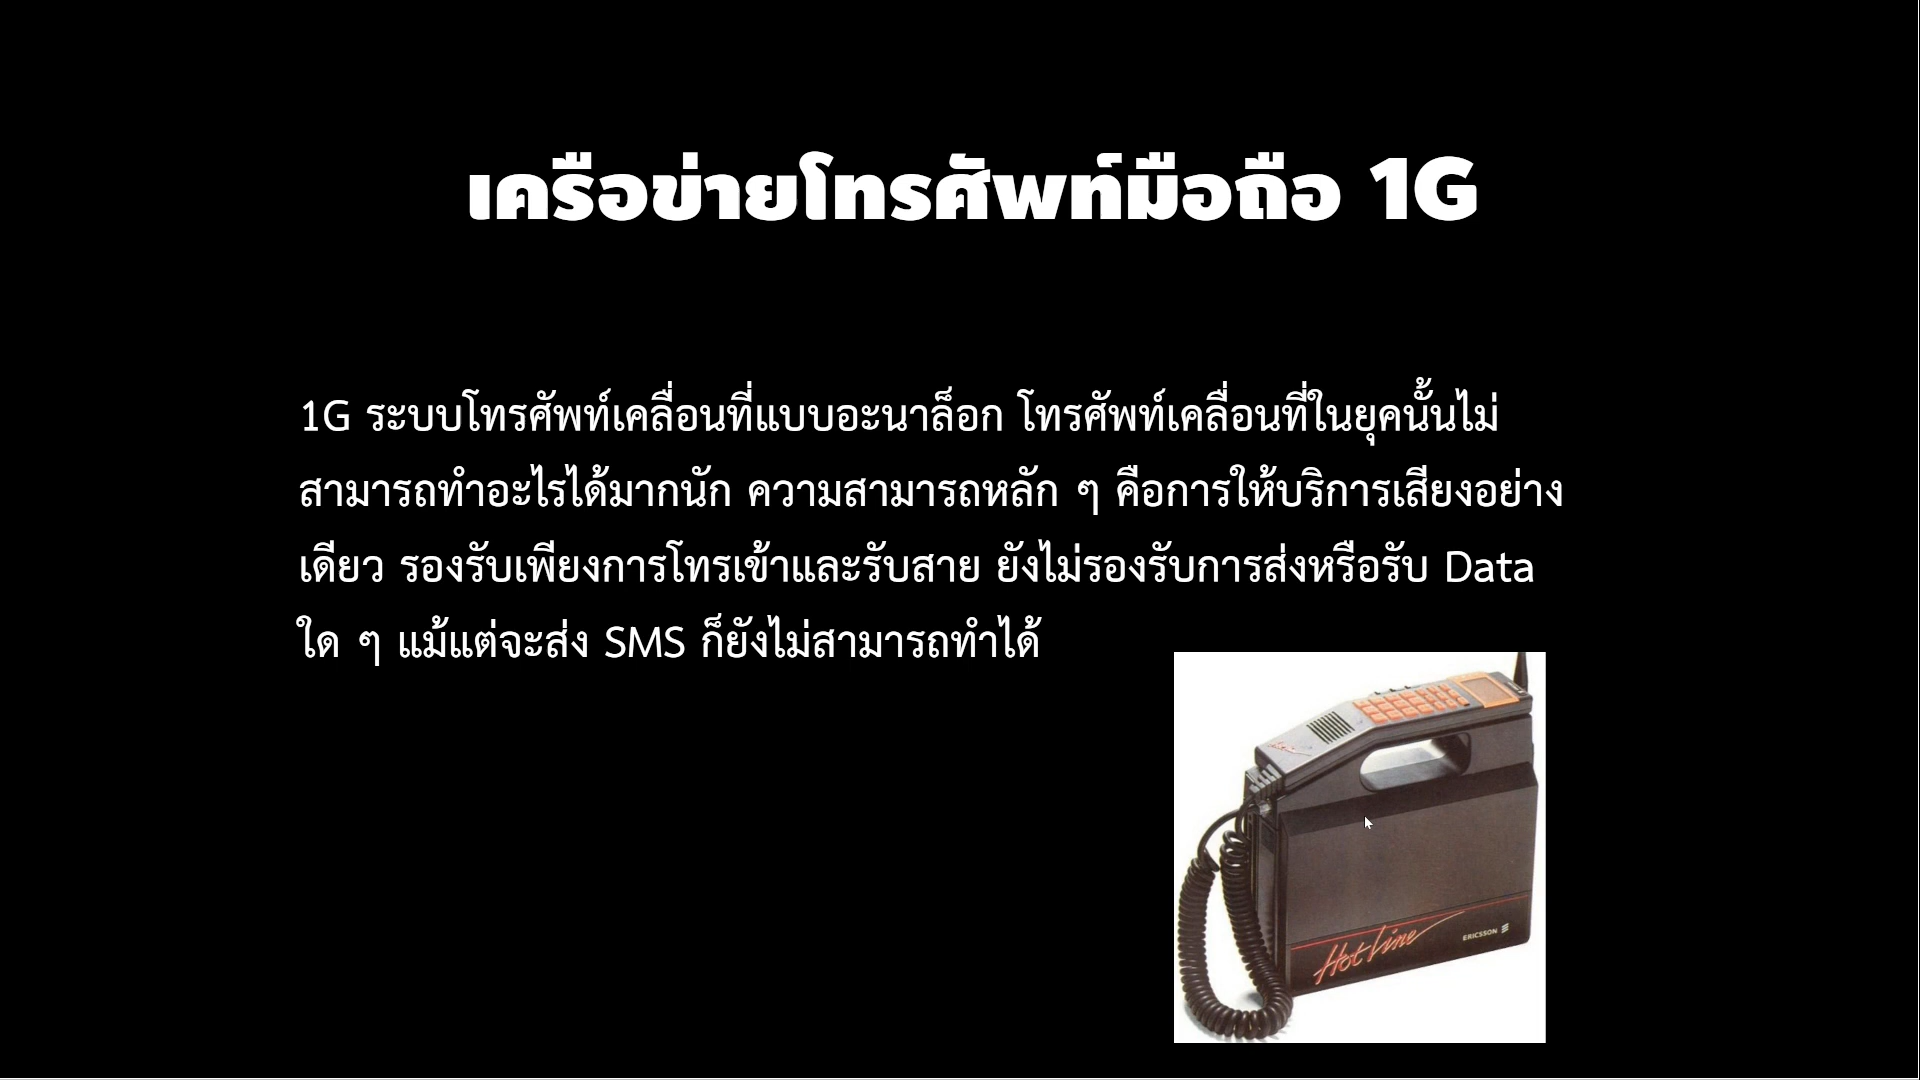 เครือข่ายโทรศัพท์มือถือ 1G
1G ระบบโทรศัพท์เคลื่อนที่แบบอะนาล็อก โทรศัพท์เคลื่อนที่ในยุคนั้นไม่
สามารถทำอะไรได้มากนัก ความสามารถหลัก ๆ คือการให้บริการเสียงอย่าง
เดียว รองรับเพียงการโทรเข้าและรับสาย ยังไม่รองรับการส่งหรือรับ Data
ใด ๆ แม้แต่จะส่ง SMS ก็ยังไม่สามารถทำได้
Hot Line
ERICSSON